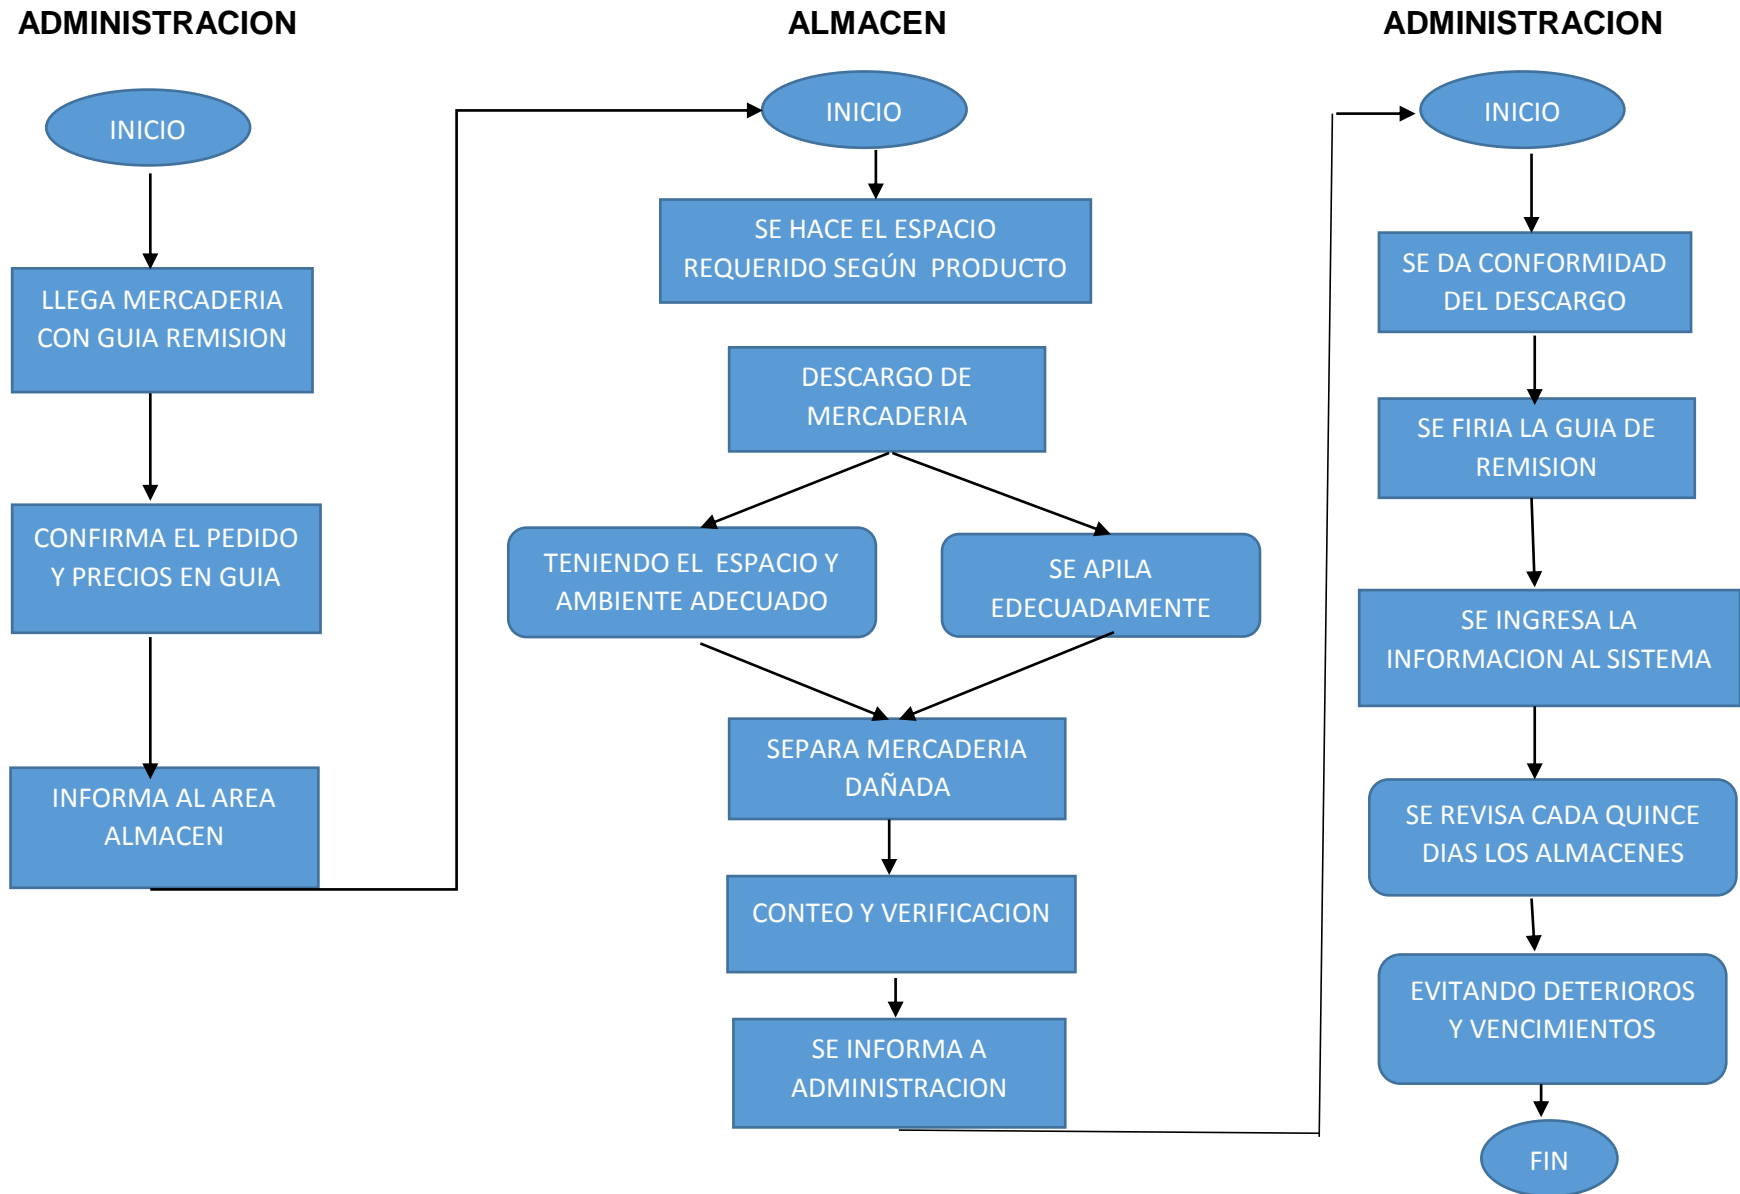 ADMINISTRACION
INICIO
LLEGA MERCADERIA
CON GUIA REMISION
CONFIRMA EL PEDIDO
Y PRECIOS EN GUIA
INFORMA AL AREA
ALMACEN
ALMACEN
INICIO
SE HACE EL ESPACIO
REQUERIDO SEGÚN PRODUCTO
DESCARGO DE
MERCADERIA
TENIENDO EL ESPACIO Y
AMBIENTE ADECUADO
SE APILA
EDECUADAMENTE
SEPARA MERCADERIA
DAÑADA
CONTEO Y VERIFICACION
SE INFORMA A
ADMINISTRACION
ADMINISTRACION
INICIO
SE DA CONFORMIDAD
DEL DESCARGO
SE FIRIA LA GUIA DE
REMISION
SE INGRESA LA
INFORMACION AL SISTEMA
SE REVISA CADA QUINCE
DIAS LOS ALMACENES
EVITANDO DETERIOROS
Y VENCIMIENTOS
FIN